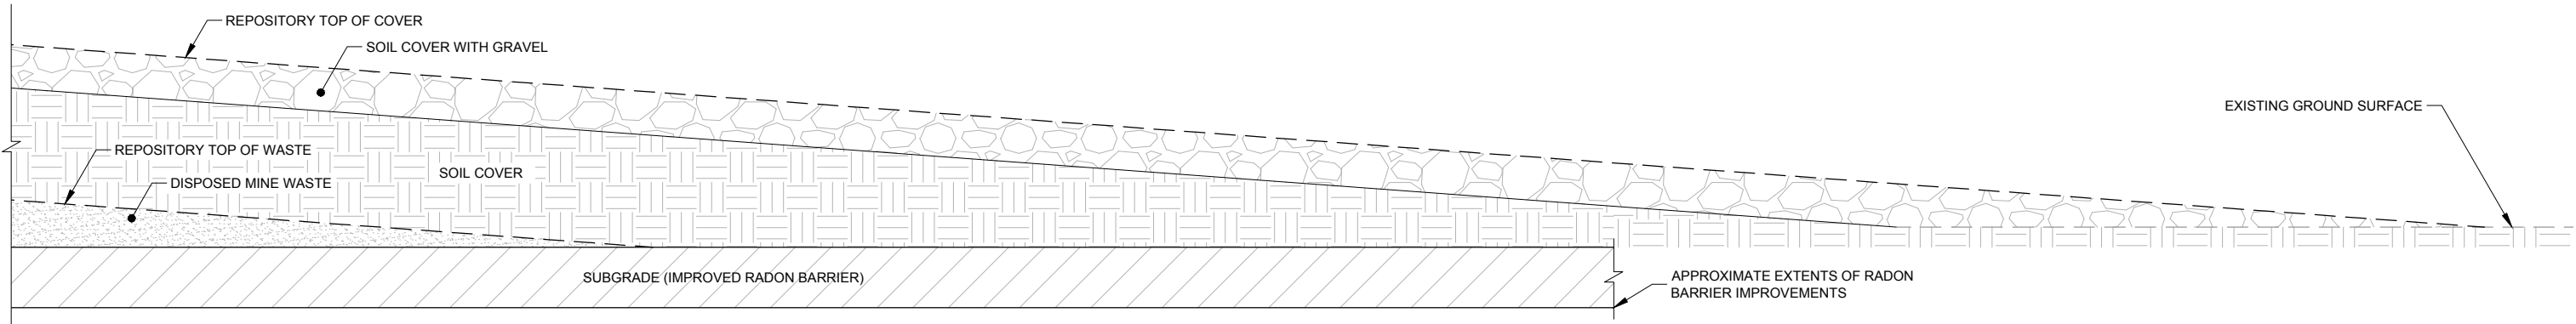 REPOSITORY TOP OF COVER
SOIL COVER WITH GRAVEL
EXISTING GROUND SURFACE
REPOSITORY TOP OF WASTE
SOIL COVER
DISPOSED MINE WASTE
SUBGRADE (IMPROVED RADON BARRIER)
APPROXIMATE EXTENTS OF RADON
BARRIER IMPROVEMENTS